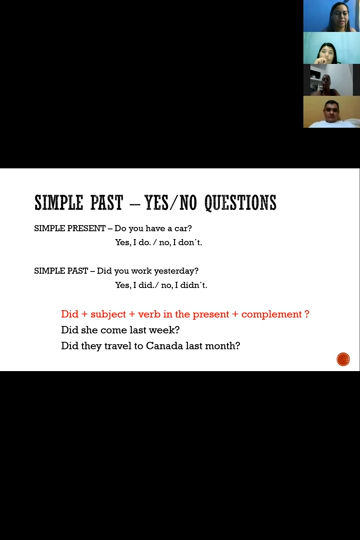 SIMPLE PAST – YES/NO QUESTIONS
SIMPLE PRESENT – Do you have a car?
Yes, I do. / no, I don´t.
SIMPLE PAST – Did you work yesterday?
Yes, I did./ no, I didn´t.
Did + subject + verb in the present + complement ?
Did she come last week?
Did they travel to Canada last month?